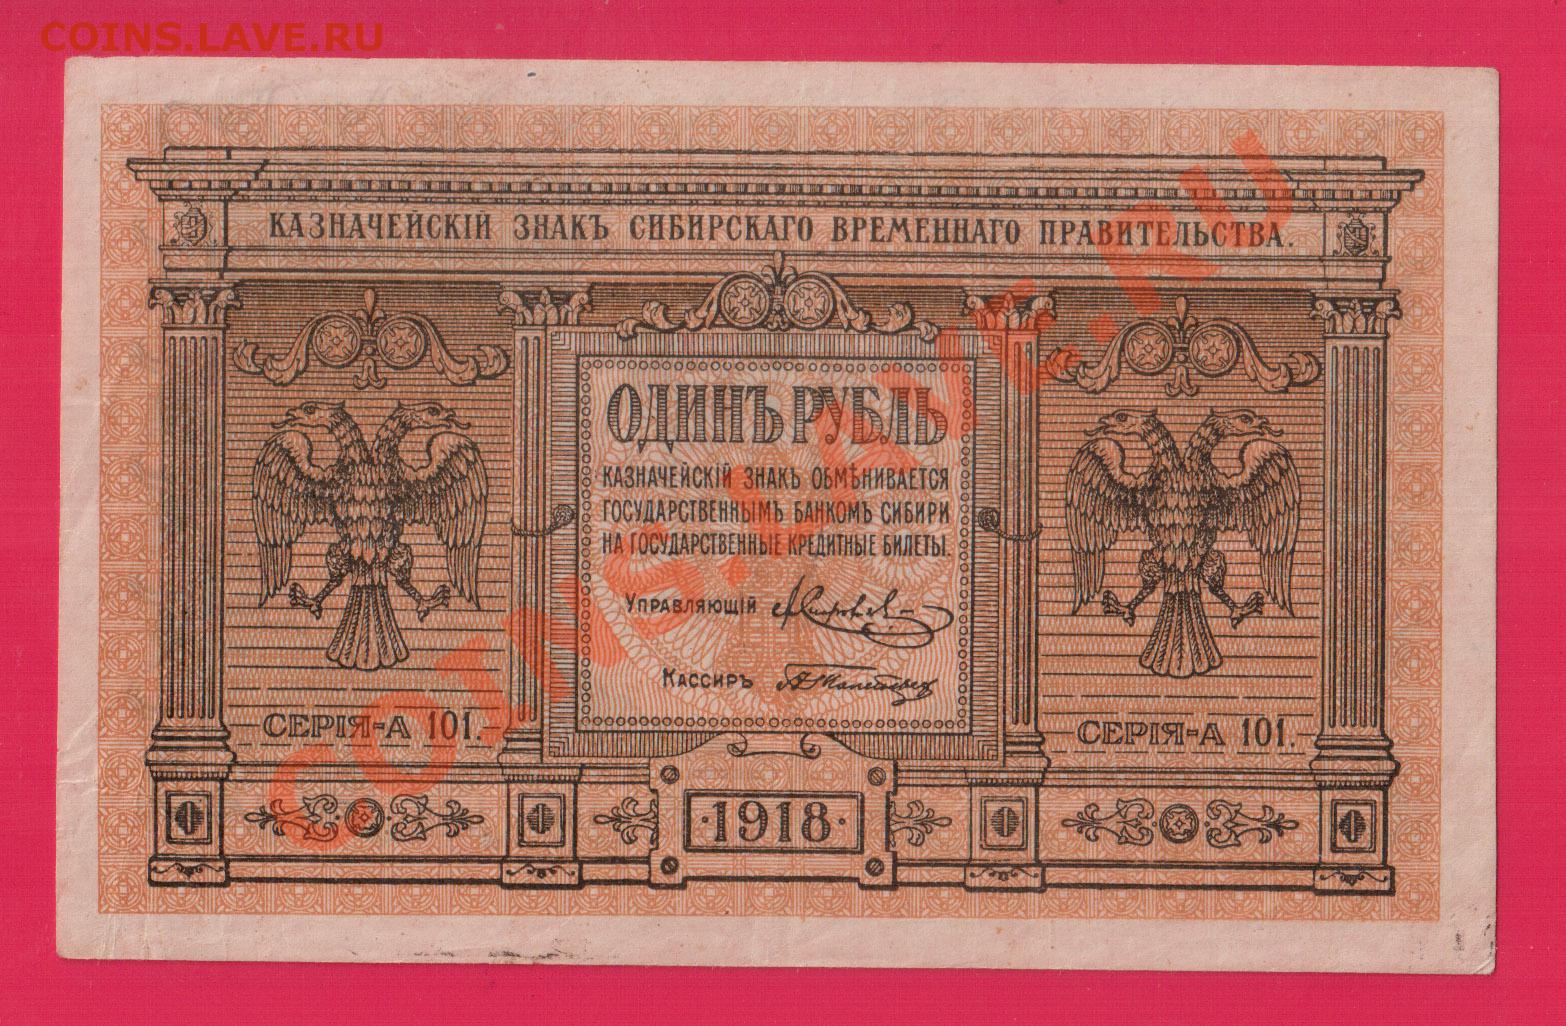 COINS.LAVE.RU
КАЗНАЧЕЙСКІЙ ЗНАКЪ СИБИРСКАГО ВРЕМЕННАГО ПРАВИТЕЛЬСТВА.
ОДИНЪ РУБЛЬ
КАЗНАЧЕЙСКІЙ ЗНАКЪ ОБМѢНИВАЕТСЯ
ГОСУДАРСТВЕННЫМЪ БАНКОМЪ СИБИРИ
НА ГОСУДАРСТВЕННЫЕ КРЕДИТНЫЕ БИЛЕТЫ.
УПРАВЛЯЮЩІЙ
КАССИРЪ
СЕРІЯ-А 101.
СЕРІЯ-А 101.
·1918·
COINS.LAVE.RU